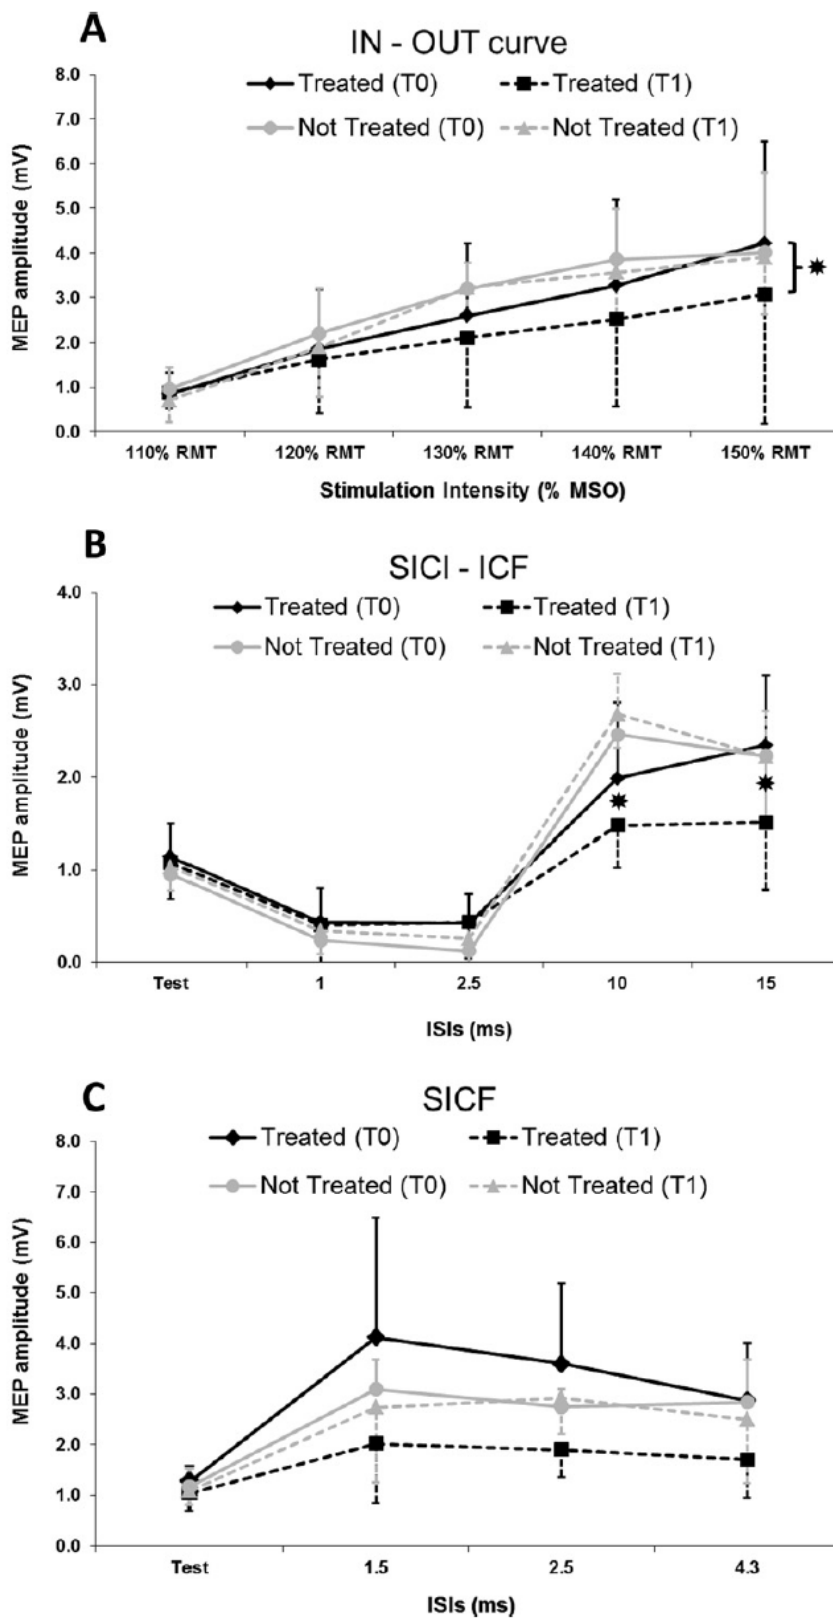 A
IN - OUT curve
Treated (T0) Treated (T1)
Not Treated (T0) Not Treated (T1)
MEP amplitude (mV)
8.0
7.0
6.0
5.0
4.0
3.0
2.0
1.0
0.0
110% RMT 120% RMT 130% RMT 140% RMT 150% RMT
Stimulation Intensity (% MSO)
B
SICI - ICF
Treated (T0) Treated (T1)
Not Treated (T0) Not Treated (T1)
MEP amplitude (mV)
4.0
3.0
2.0
1.0
0.0
Test 1 2.5 10 15
ISIs (ms)
C
SICF
Treated (T0) Treated (T1)
Not Treated (T0) Not Treated (T1)
MEP amplitude (mV)
8.0
7.0
6.0
5.0
4.0
3.0
2.0
1.0
0.0
Test 1.5 2.5 4.3
ISIs (ms)